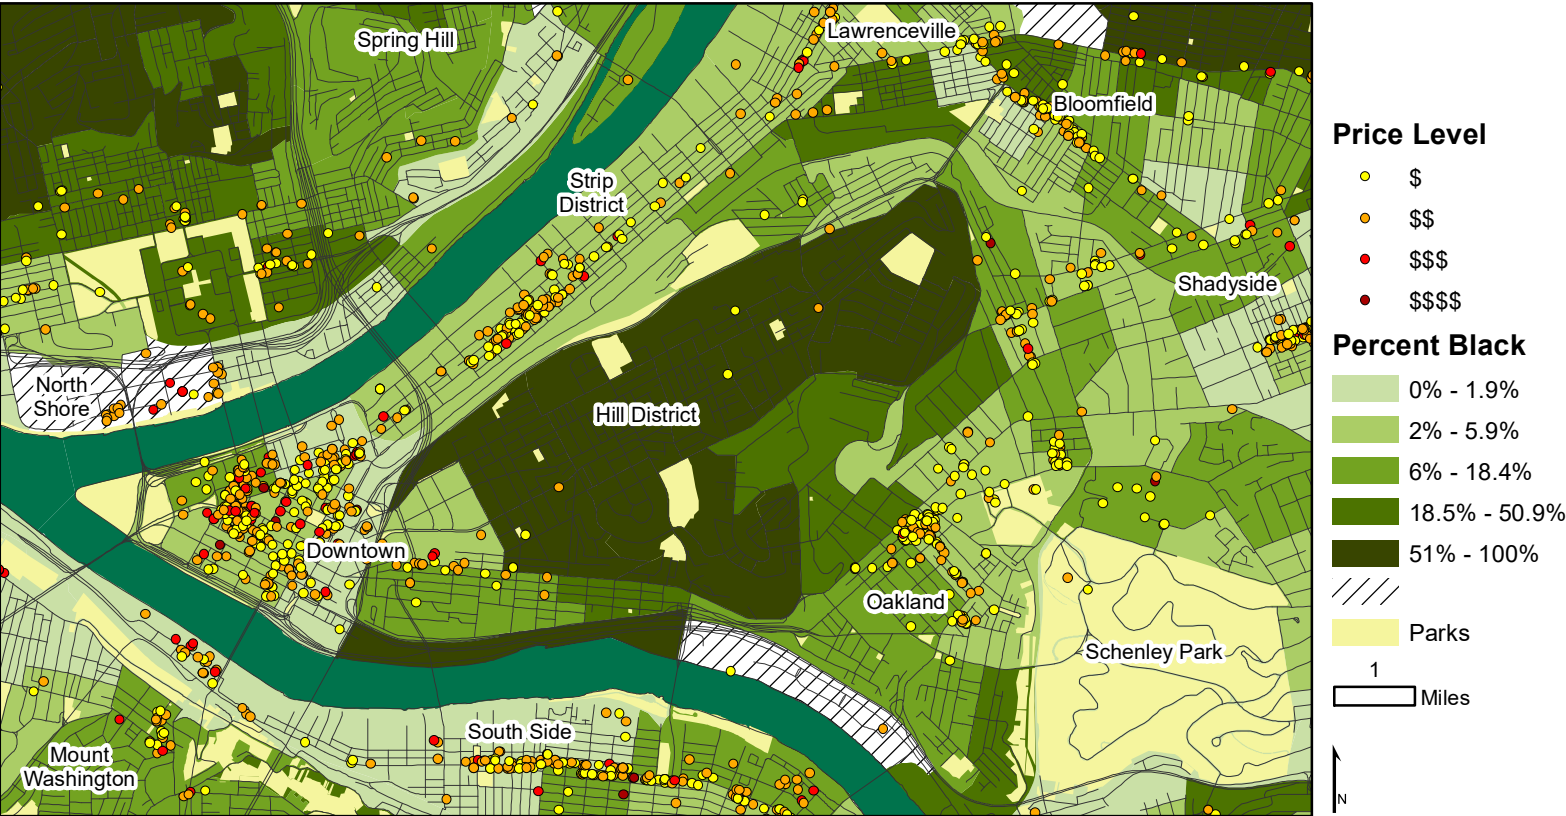 Spring Hill
Lawrenceville
Bloomfield
Strip
District
Shadyside
North
Shore
Hill District
Downtown
Oakland
Schenley Park
South Side
Mount
Washington
Price Level
$
$$
$$$
$$$$
Percent Black
0% - 1.9%
2% - 5.9%
6% - 18.4%
18.5% - 50.9%
51% - 100%
Parks
1
Miles
N